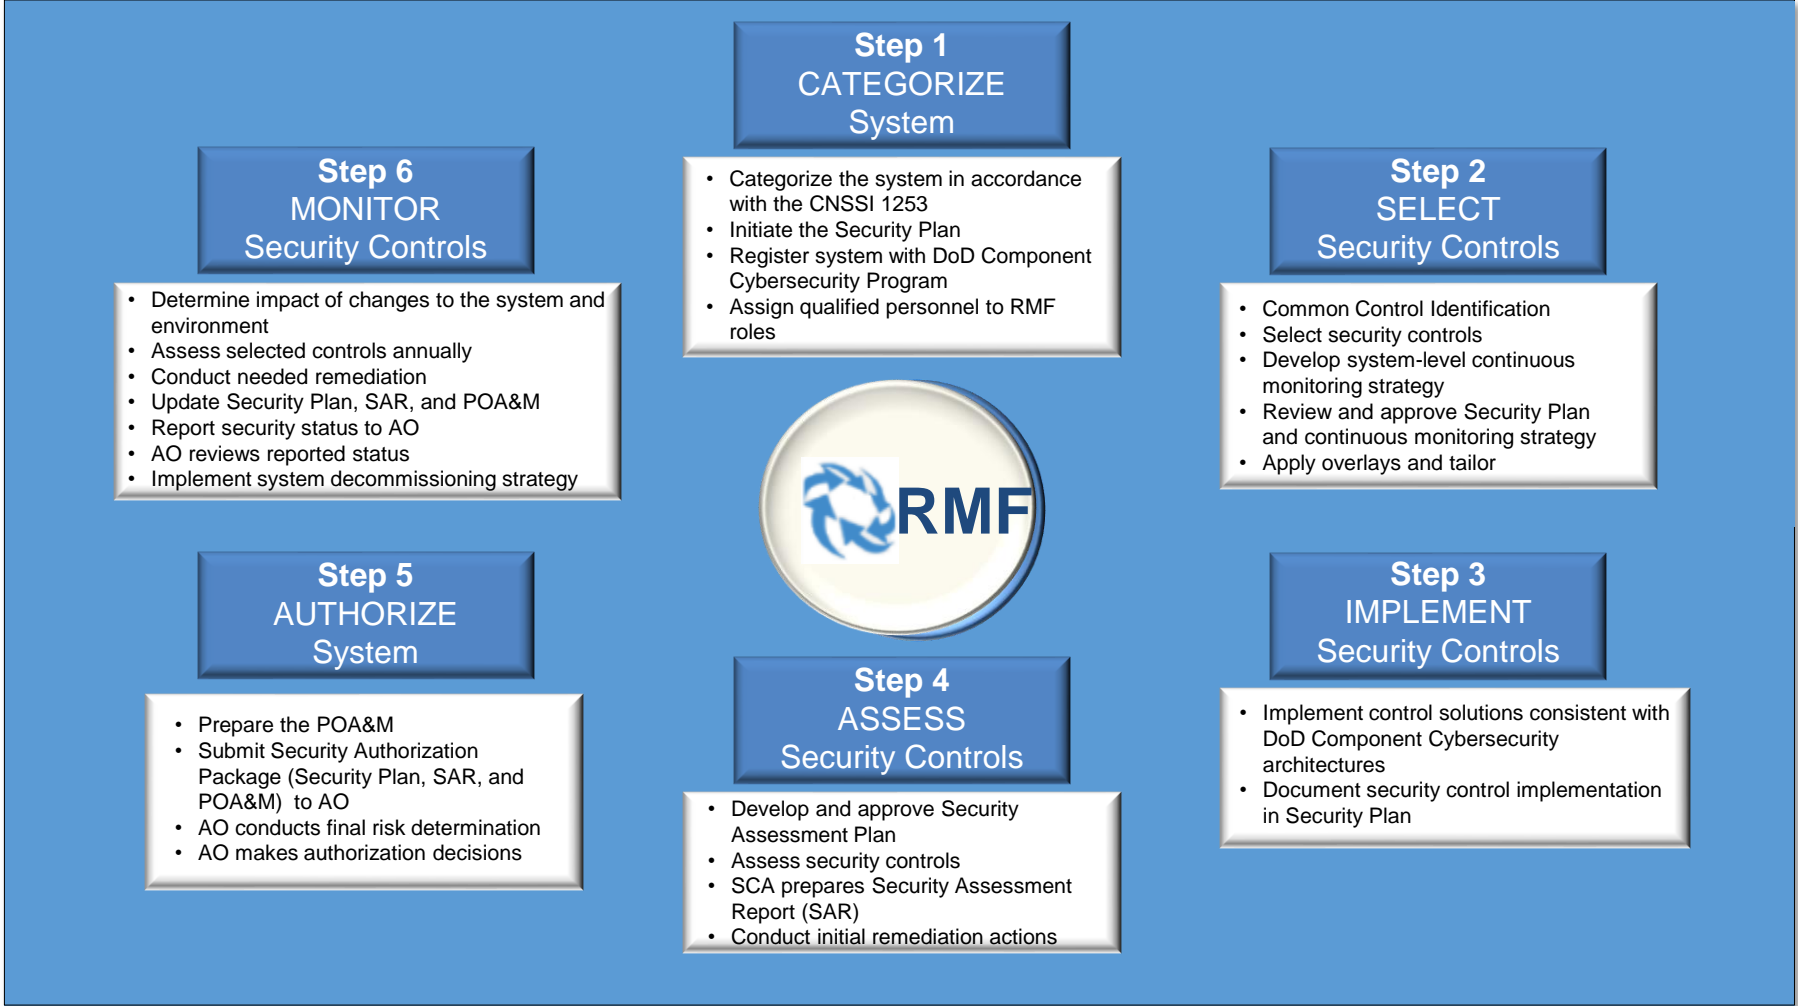 Step 1
CATEGORIZE
System
• Categorize the system in accordance
with the CNSSI 1253
• Initiate the Security Plan
• Register system with DoD Component
Cybersecurity Program
• Assign qualified personnel to RMF
roles
Step 2
SELECT
Security Controls
• Common Control Identification
• Select security controls
• Develop system-level continuous
monitoring strategy
• Review and approve Security Plan
and continuous monitoring strategy
• Apply overlays and tailor
Step 3
IMPLEMENT
Security Controls
• Implement control solutions consistent with
DoD Component Cybersecurity
architectures
• Document security control implementation
in Security Plan
Step 4
ASSESS
Security Controls
• Develop and approve Security
Assessment Plan
• Assess security controls
• SCA prepares Security Assessment
Report (SAR)
• Conduct initial remediation actions
Step 5
AUTHORIZE
System
• Prepare the POA&M
• Submit Security Authorization
Package (Security Plan, SAR, and
POA&M)  to AO
• AO conducts final risk determination
• AO makes authorization decisions
Step 6
MONITOR
Security Controls
• Determine impact of changes to the system and
environment
• Assess selected controls annually
• Conduct needed remediation
• Update Security Plan, SAR, and POA&M
• Report security status to AO
• AO reviews reported status
• Implement system decommissioning strategy
RMF